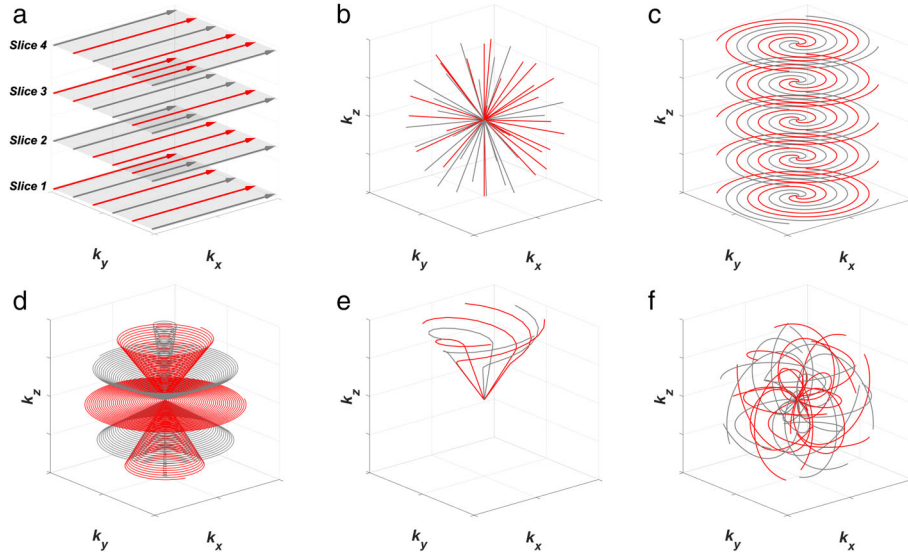 a
Slice 4
Slice 3
Slice 2
Slice 1
k_y
k_x
b
k_z
k_y
k_x
c
k_z
k_y
k_x
d
k_z
k_y
k_x
e
k_z
k_y
k_x
f
k_z
k_y
k_x